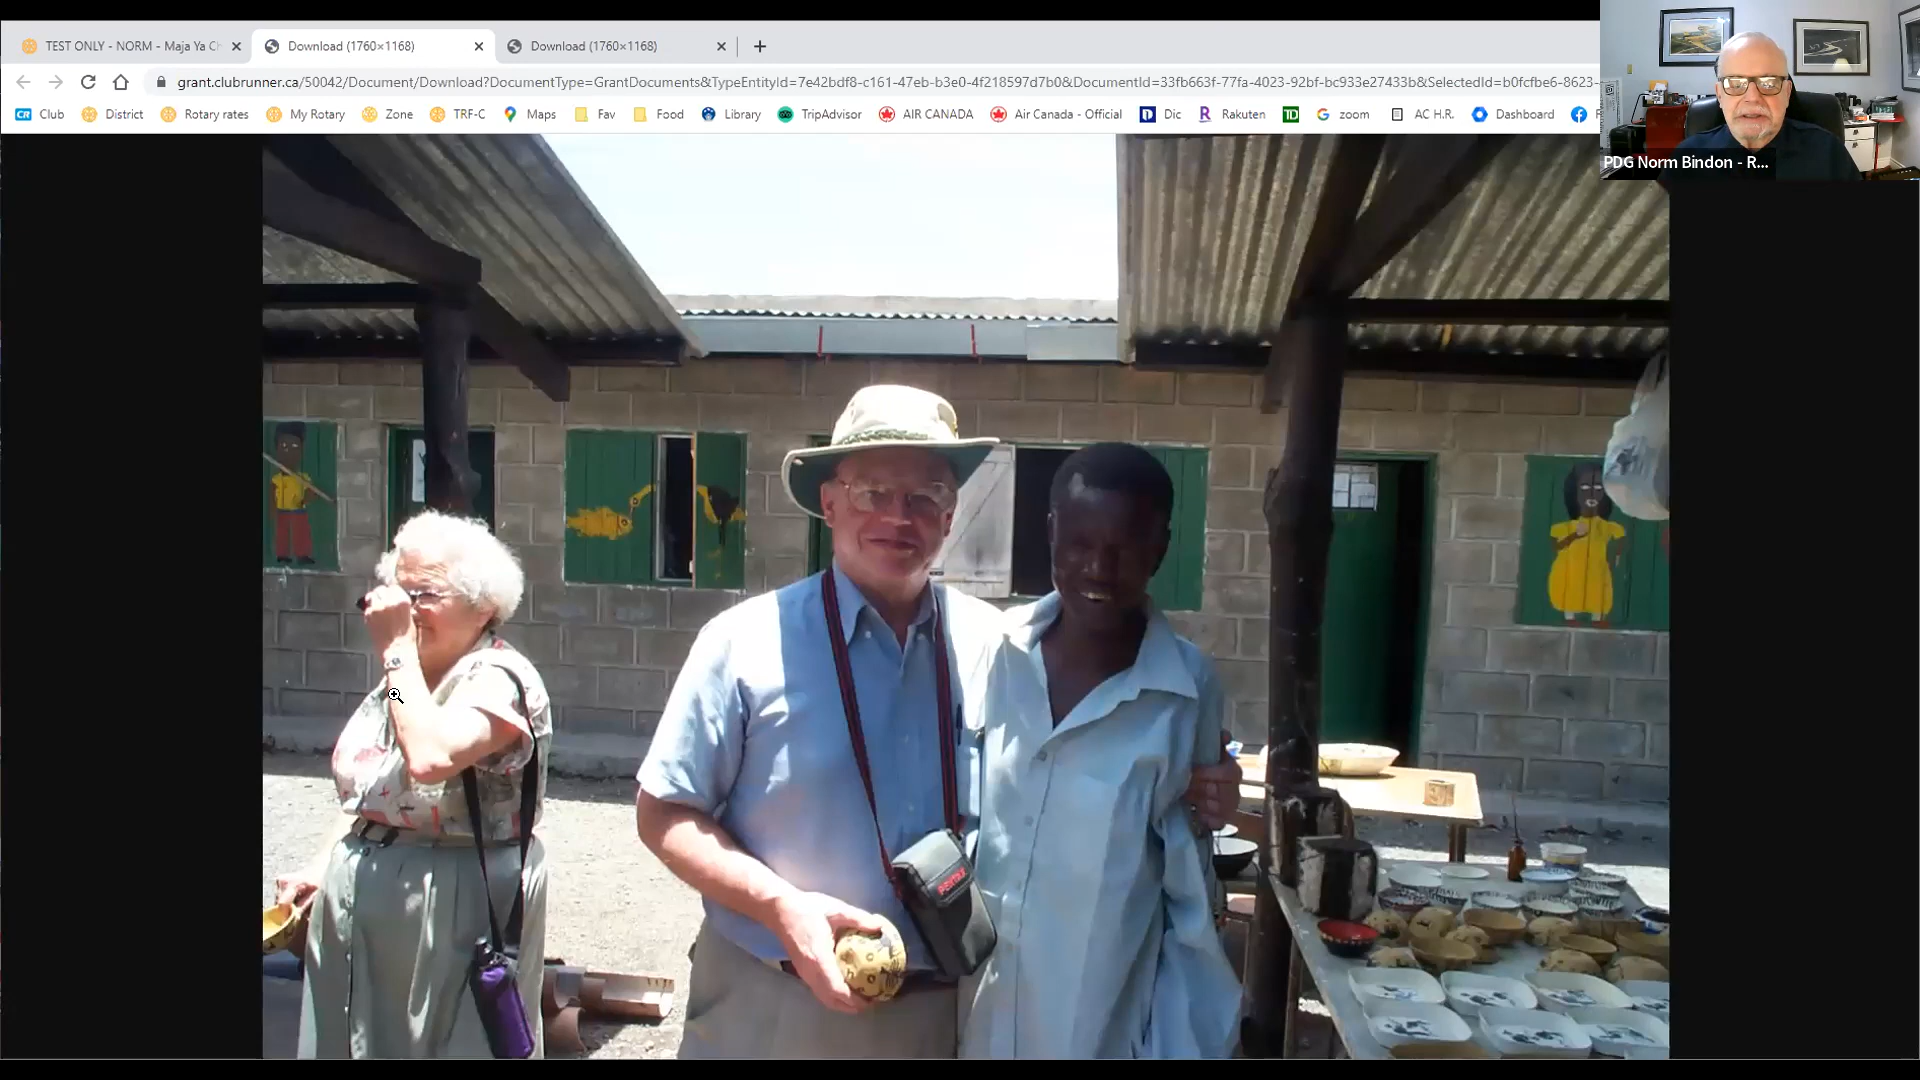 TEST ONLY - NORM - Maja Ya Ch
Download (1760×1168)
Download (1760×1168)
grant.clubrunner.ca/50042/Document/Download?DocumentType=GrantDocuments&TypeEntityId=7e42bdf8-c161-47eb-b3e0-4f218597d7b0&DocumentId=33fb663f-77fa-4023-92bf-bc933e27433b&SelectedId=b0fcfbe6-8623-
CR Club District Rotary rates My Rotary Zone TRF-C Maps Fav Food Library TripAdvisor AIR CANADA Air Canada - Official D Dic R Rakuten TD G zoom AC H.R. Dashboard
PDG Norm Bindon - R...
PENTAX